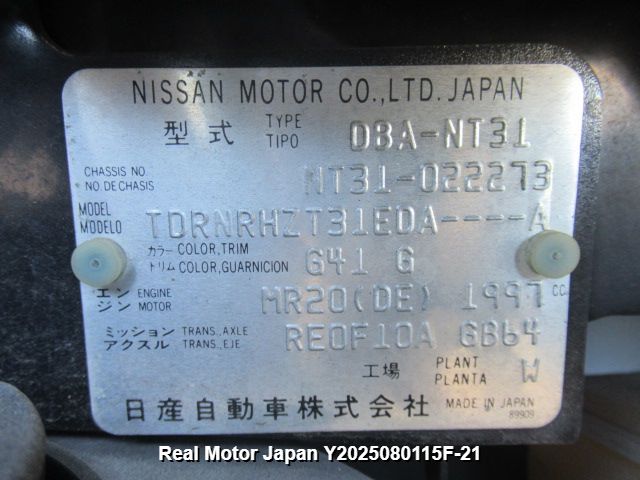 NISSAN MOTOR CO.,LTD. JAPAN
型式 TYPE TIPO DBA-NT31
CHASSIS NO. NO. DE CHASIS NT31-022273
MODEL MODELO TDRNRHZT31EDA----A
カラー COLOR, TRIM トリム COLOR, GUARNICION G41 G
エンジン ENGINE MOTOR MR20(DE) 1997 CC
ミッション TRANS., AXLE アクスル TRANS., EJE RE0F10A GB64
工場 PLANT PLANTA W
日産自動車株式会社 MADE IN JAPAN
89909
Real Motor Japan Y2025080115F-21